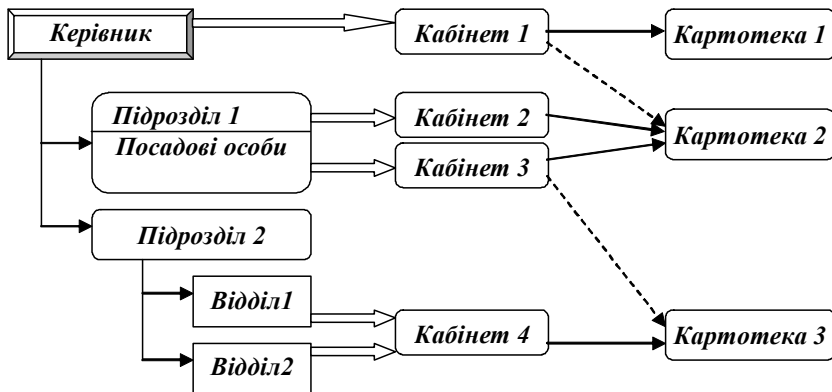 Керівник
Кабінет 1
Картотека 1
Підрозділ 1
Посадові особи
Кабінет 2
Кабінет 3
Картотека 2
Підрозділ 2
Відділ1
Відділ2
Кабінет 4
Картотека 3